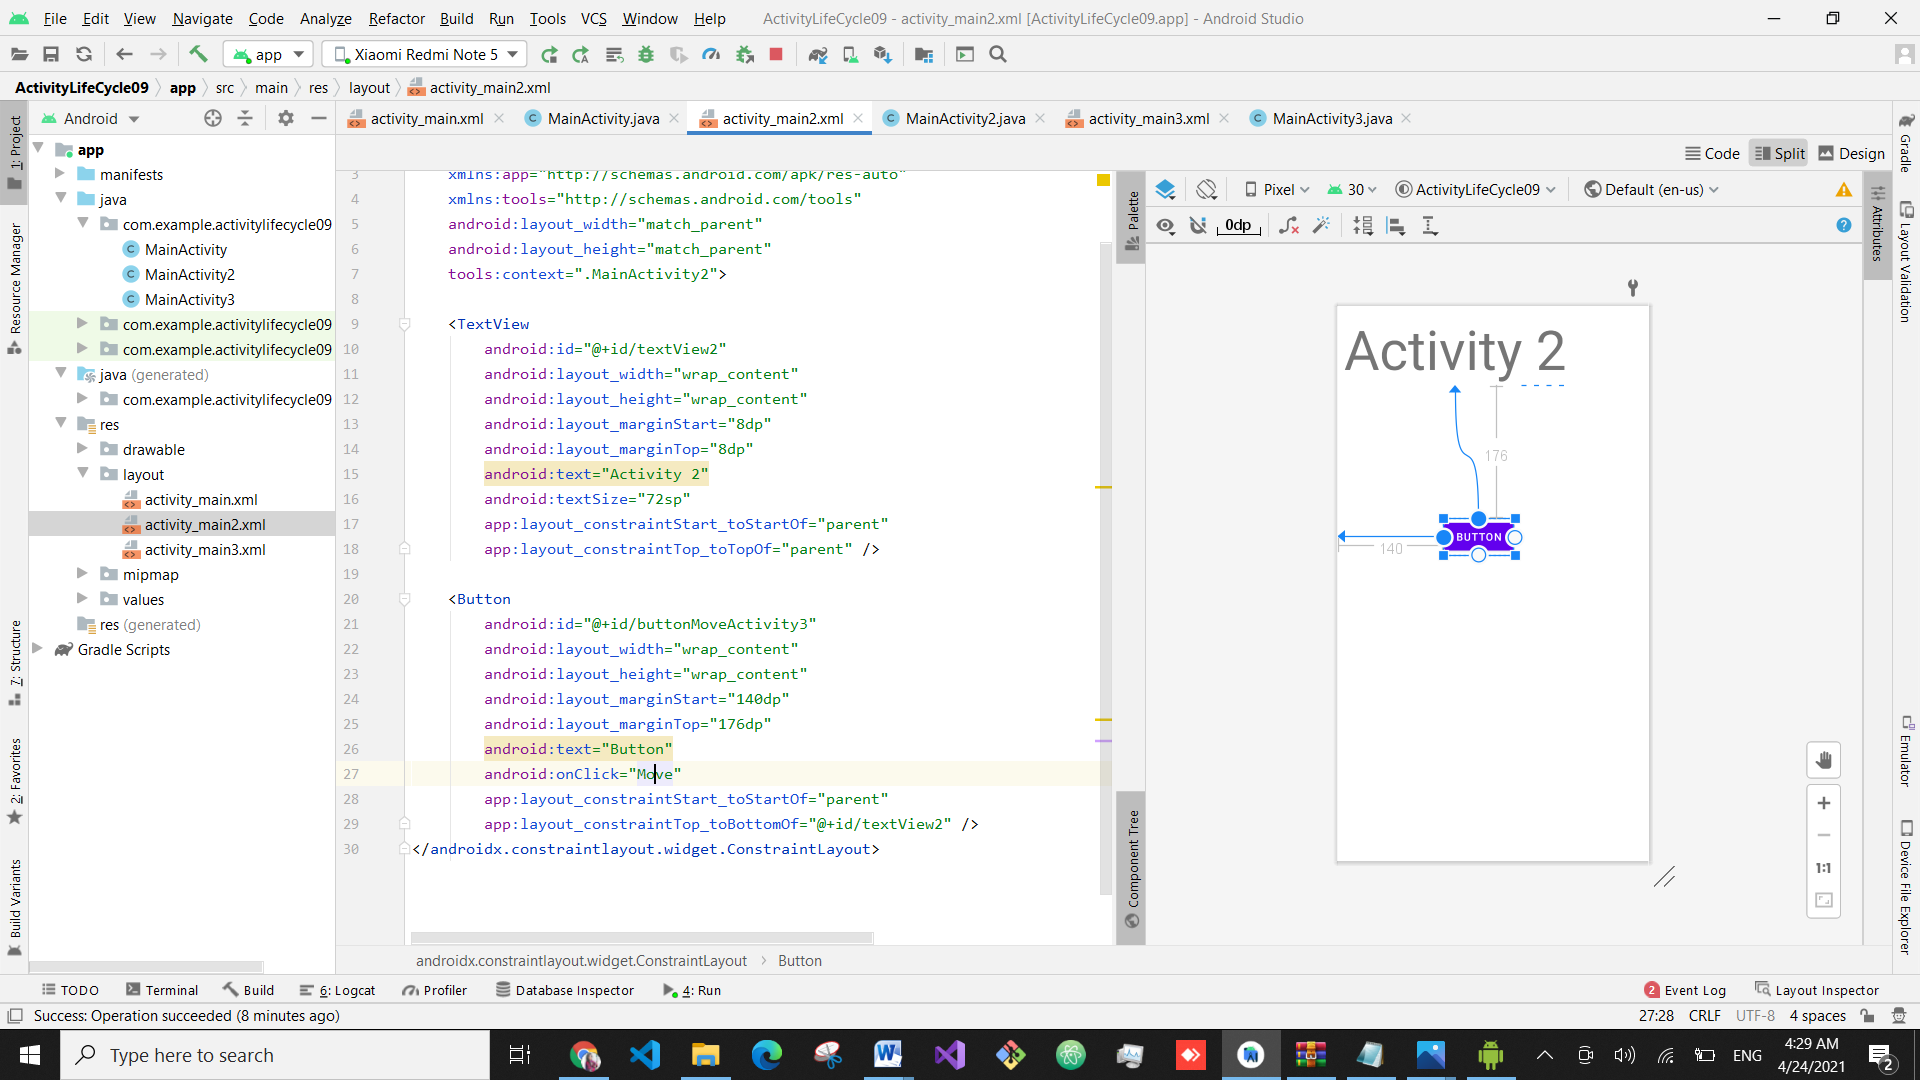 File Edit View Navigate Code Analyze Refactor Build Run Tools VCS Window Help ActivityLifeCycle09 - activity_main2.xml [ActivityLifeCycle09.app] - Android Studio
app Xiaomi Redmi Note 5
ActivityLifeCycle09 app src main res layout activity_main2.xml
Android
activity_main.xml MainActivity.java activity_main2.xml MainActivity2.java activity_main3.xml MainActivity3.java
Code Split Design
1: Project
Resource Manager
7: Structure
2: Favorites
Build Variants
app
manifests
java
com.example.activitylifecycle09
MainActivity
MainActivity2
MainActivity3
com.example.activitylifecycle09
com.example.activitylifecycle09
java (generated)
com.example.activitylifecycle09
res
drawable
layout
activity_main.xml
activity_main2.xml
activity_main3.xml
mipmap
values
res (generated)
Gradle Scripts
3 xmlns:app="http://schemas.android.com/apk/res-auto"
4 xmlns:tools="http://schemas.android.com/tools"
5 android:layout_width="match_parent"
6 android:layout_height="match_parent"
7 tools:context=".MainActivity2">
8
9 <TextView
10 android:id="@+id/textView2"
11 android:layout_width="wrap_content"
12 android:layout_height="wrap_content"
13 android:layout_marginStart="8dp"
14 android:layout_marginTop="8dp"
15 android:text="Activity 2"
16 android:textSize="72sp"
17 app:layout_constraintStart_toStartOf="parent"
18 app:layout_constraintTop_toTopOf="parent" />
19
20 <Button
21 android:id="@+id/buttonMoveActivity3"
22 android:layout_width="wrap_content"
23 android:layout_height="wrap_content"
24 android:layout_marginStart="140dp"
25 android:layout_marginTop="176dp"
26 android:text="Button"
27 android:onClick="Move"
28 app:layout_constraintStart_toStartOf="parent"
29 app:layout_constraintTop_toBottomOf="@+id/textView2" />
30 </androidx.constraintlayout.widget.ConstraintLayout>
androidx.constraintlayout.widget.ConstraintLayout > Button
Palette
Component Tree
Pixel 30 ActivityLifeCycle09 Default (en-us)
0dp
Activity 2
176
140
BUTTON
1:1
Attributes
Gradle
Layout Validation
Emulator
Device File Explorer
TODO Terminal Build 6: Logcat Profiler Database Inspector 4: Run 2 Event Log Layout Inspector
Success: Operation succeeded (8 minutes ago) 27:28 CRLF UTF-8 4 spaces
Type here to search
ENG
4:29 AM
4/24/2021
2